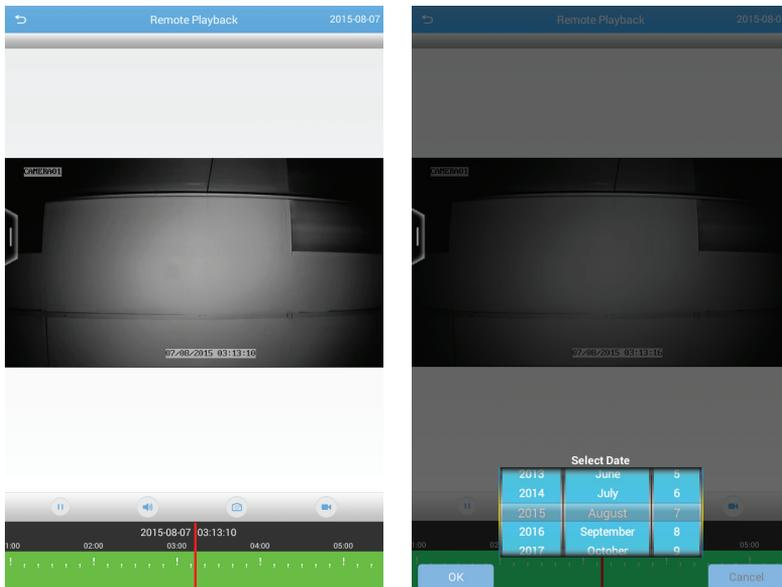 Remote Playback 2015-08-07
CAMERA01
07/08/2015 03:13:10
2015-08-07 03:13:10
1:00 02:00 03:00 04:00 05:00
Remote Playback 2015-08-0
CAMERA01
07/08/2015 03:13:16
Select Date
2013 June 5
2014 July 6
2015 August 7
2016 September 8
2017 October 9
:00 02 05:00
OK Cancel